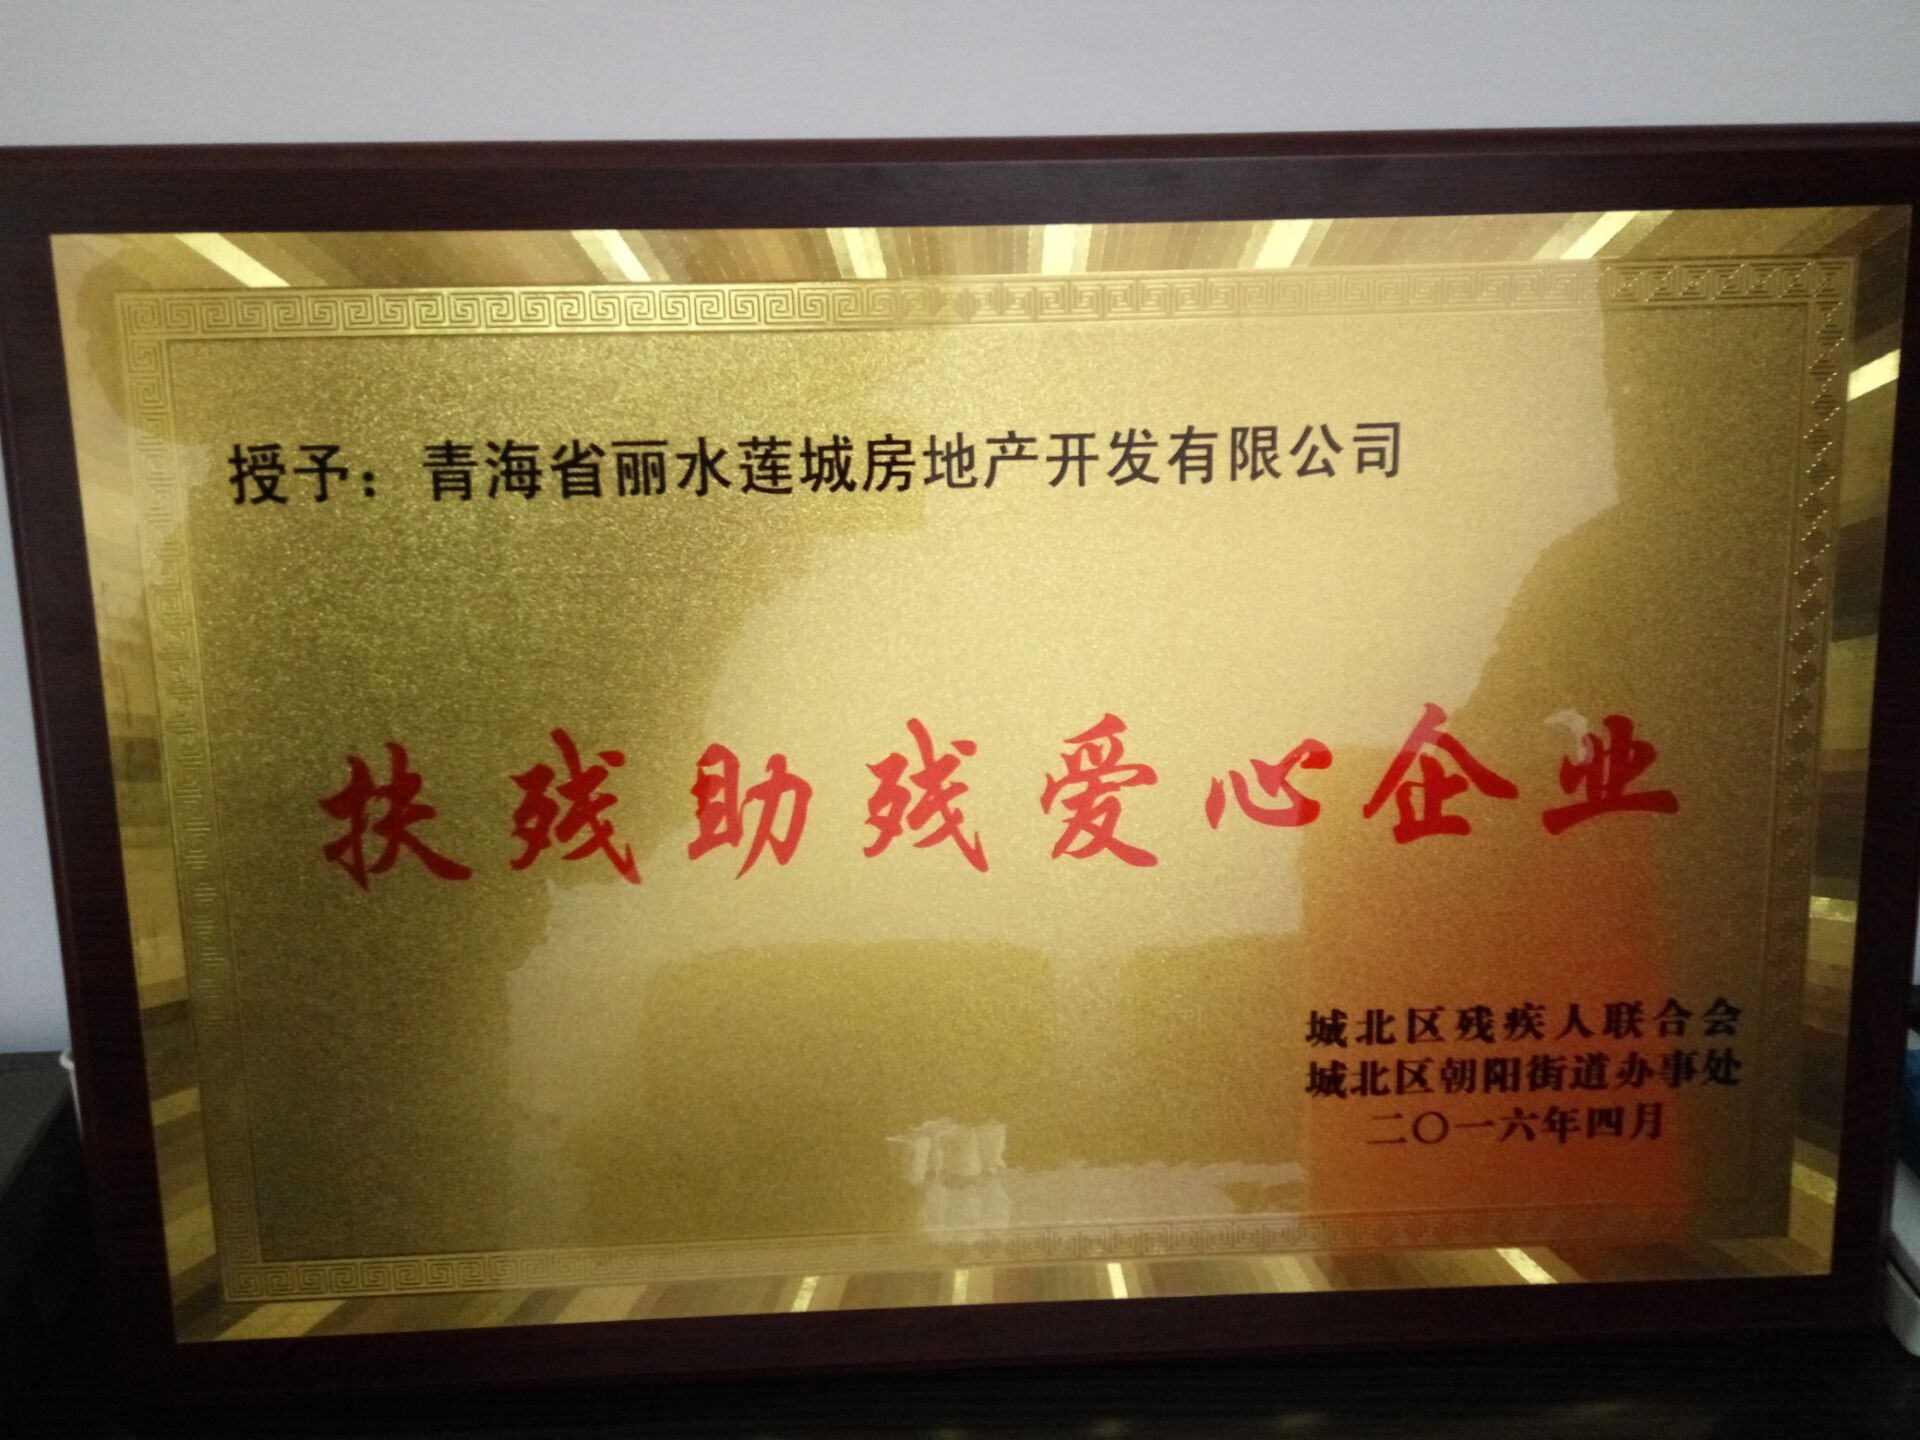 授予：青海省丽水莲城房地产开发有限公司
扶残助残爱心企业
城北区残疾人联合会
城北区朝阳街道办事处
二〇一六年四月